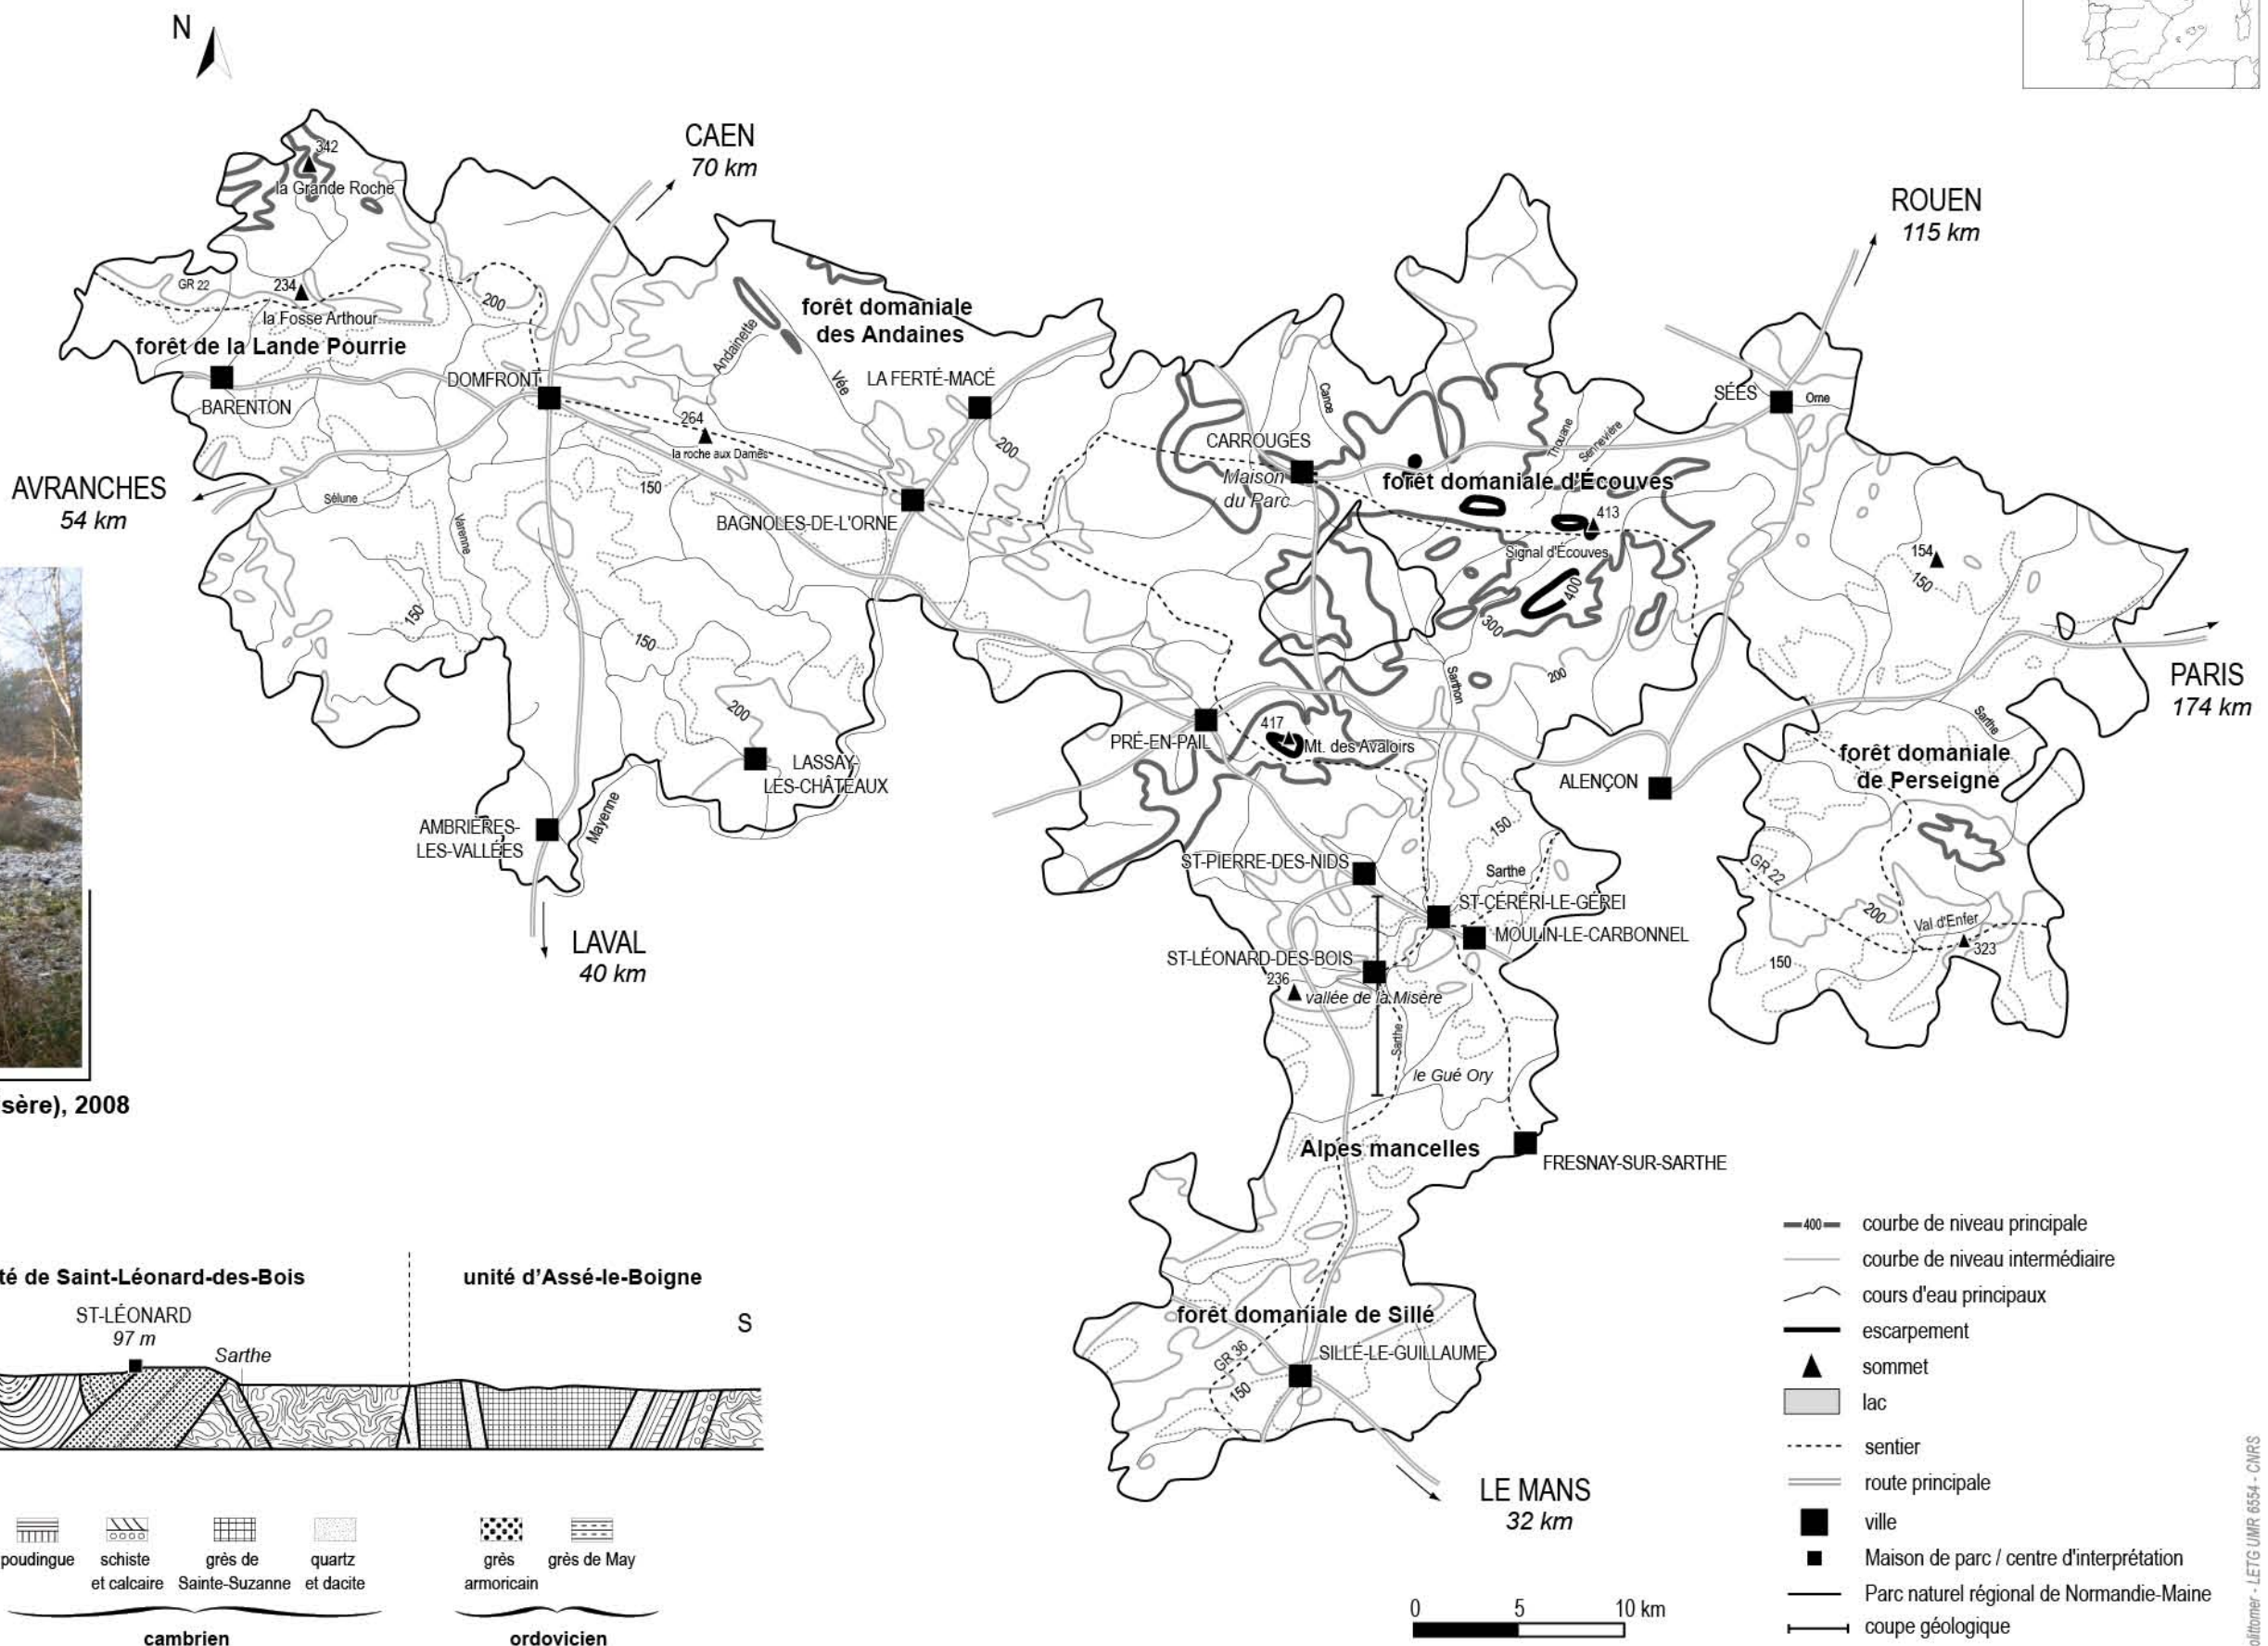 N
CAEN
70 km
ROUEN
115 km
342
la Grande Roche
GR 22
234
la Fosse Arthour
200
forêt de la Lande Pourrie
forêt domaniale
des Andaines
Andainette
Vée
LA FERTÉ-MACÉ
DOMFRONT
BARENTON
264
la roche aux Dames
200
CARROUGES
Maison
du Parc
Cance
Thouane
Sennevière
SÉES
Orne
forêt domaniale d'Écouves
413
Signal d'Écouves
400
300
154
150
AVRANCHES
54 km
Sélune
Varenne
150
BAGNOLES-DE-L'ORNE
150
150
200
LASSAY-
LES-CHÂTEAUX
Sarthon
200
PARIS
174 km
Sarthe
417
Mt. des Avaloirs
PRÉ-EN-PAIL
ALENÇON
forêt domaniale
de Perseigne
AMBRIÈRES-
LES-VALLÉES
Mayenne
150
ST-PIERRE-DES-NIDS
Sarthe
GR 22
ST-CÉRÉRI-LE-GÉREI
200
Val d'Enfer
323
150
MOULIN-LE-CARBONNEL
LAVAL
40 km
ST-LÉONARD-DES-BOIS
236
vallée de la Misère
Sarthe
le Gué Ory
sère), 2008
Alpes mancelles
FRESNAY-SUR-SARTHE
forêt domaniale de Sillé
GR 36
SILLÉ-LE-GUILLAUME
150
LE MANS
32 km
té de Saint-Léonard-des-Bois
unité d'Assé-le-Boigne
ST-LÉONARD
97 m
Sarthe
S
poudingue
schiste
et calcaire
grès de
Sainte-Suzanne
quartz
et dacite
grès
armoricain
grès de May
cambrien
ordovicien
400
courbe de niveau principale
courbe de niveau intermédiaire
cours d'eau principaux
escarpement
sommet
lac
sentier
route principale
ville
Maison de parc / centre d'interprétation
Parc naturel régional de Normandie-Maine
coupe géologique
0 5 10 km
LETG UMR 6554 - CNRS